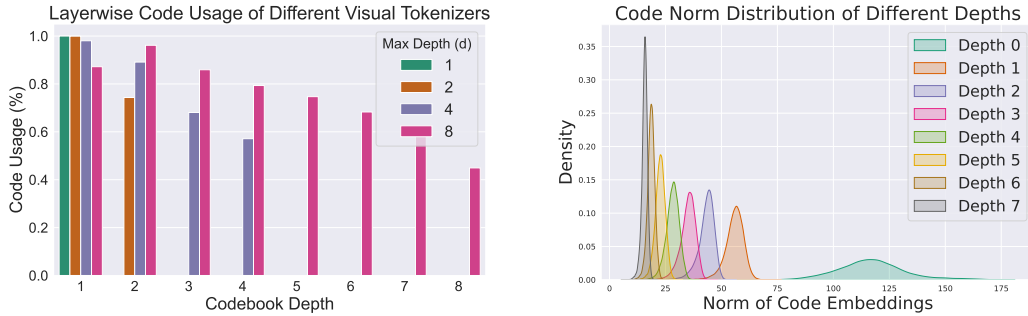 Layerwise Code Usage of Different Visual Tokenizers
Code Usage (%)
1.0
0.8
0.6
0.4
0.2
0.0
Max Depth (d)
1
2
4
8
1 2 3 4 5 6 7 8
Codebook Depth
Code Norm Distribution of Different Depths
Density
0.35
0.30
0.25
0.20
0.15
0.10
0.05
0.00
Depth 0
Depth 1
Depth 2
Depth 3
Depth 4
Depth 5
Depth 6
Depth 7
0 25 50 75 100 125 150 175
Norm of Code Embeddings